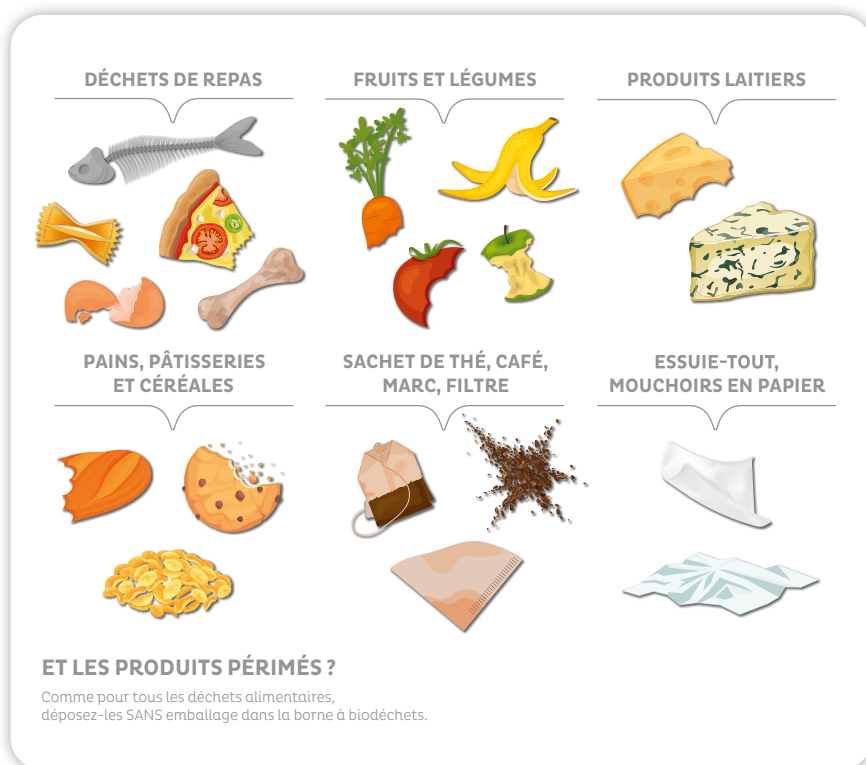 DÉCHETS DE REPAS
FRUITS ET LÉGUMES
PRODUITS LAITIERS
PAINS, PÂTISSERIES
ET CÉRÉALES
SACHET DE THÉ, CAFÉ,
MARC, FILTRE
ESSUIE-TOUT,
MOUCHOIRS EN PAPIER
ET LES PRODUITS PÉRIMÉS ?
Comme pour tous les déchets alimentaires,
déposez-les SANS emballage dans la borne à biodéchets.